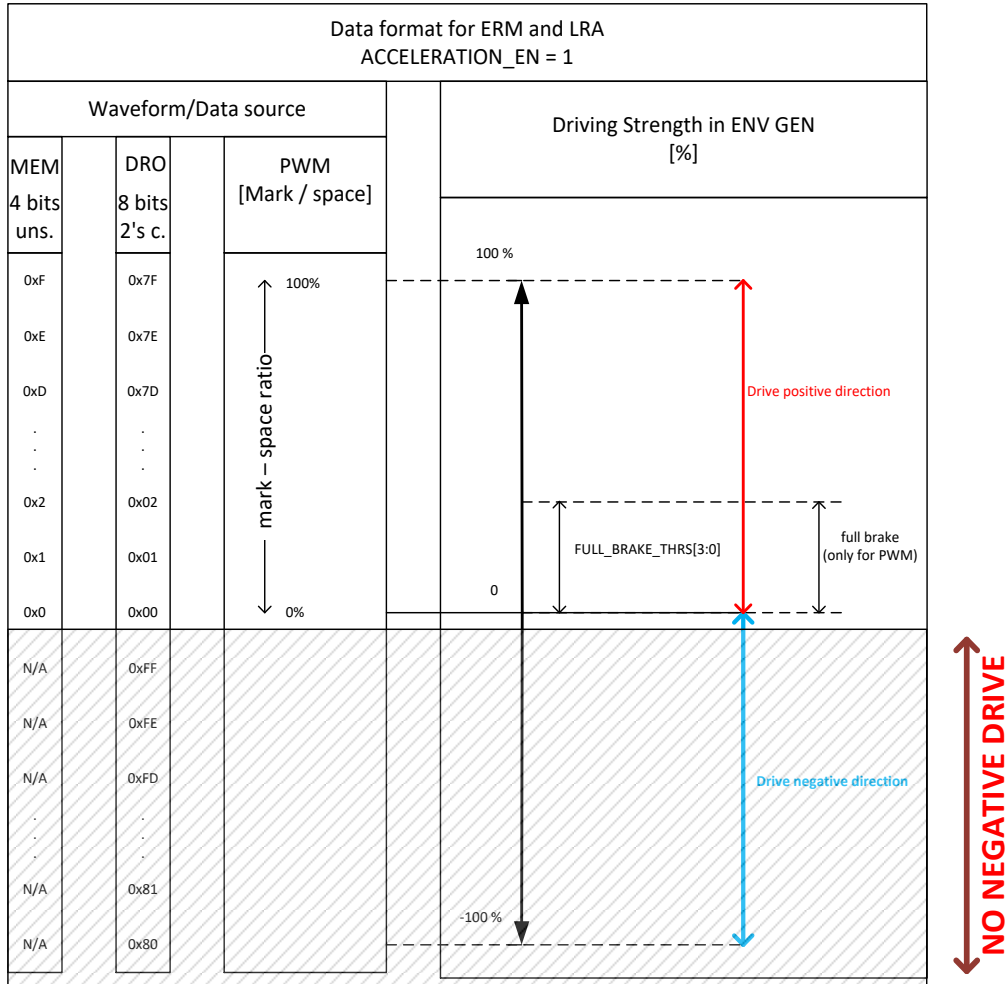 Data format for ERM and LRA
ACCELERATION_EN = 1
Waveform/Data source
Driving Strength in ENV GEN
[%]
MEM
4 bits
uns.
DRO
8 bits
2's c.
PWM
[Mark / space]
100 %
0xF 0x7F 100%
0xE 0x7E
0xD 0x7D
Drive positive direction
. .
. .
. .
mark – space ratio
0x2 0x02
0x1 0x01
FULL_BRAKE_THRS[3:0]
full brake
(only for PWM)
0
0x0 0x00 0%
N/A 0xFF
N/A 0xFE
N/A 0xFD
Drive negative direction
. .
. .
. .
N/A 0x81
-100 %
N/A 0x80
NO NEGATIVE DRIVE